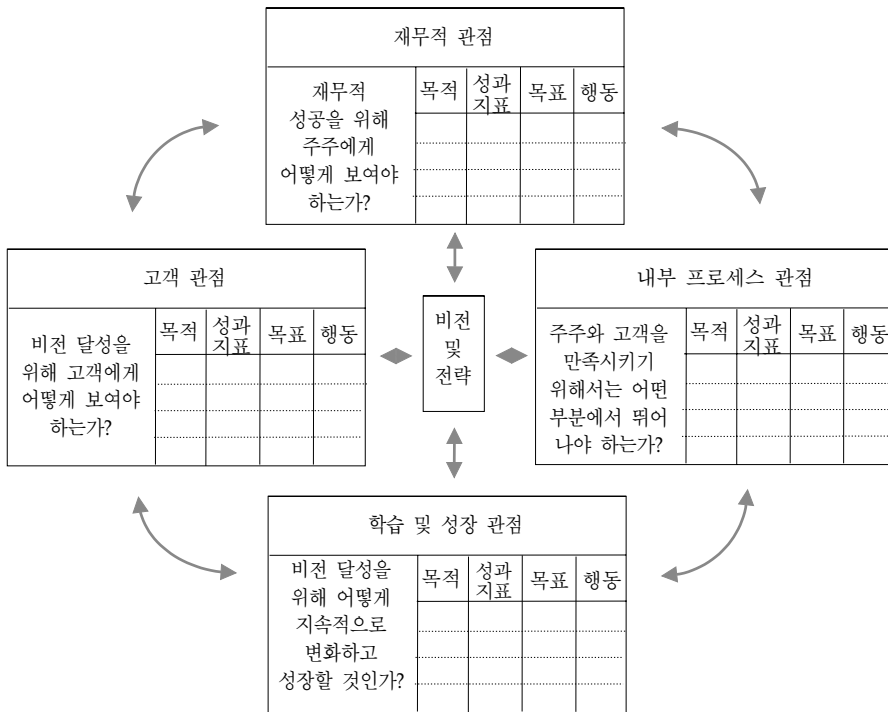 재무적 관점
재무적
성공을 위해
주주에게
어떻게 보여야
하는가?
목적
성과
지표
목표
행동
고객 관점
비전 달성을
위해 고객에게
어떻게 보여야
하는가?
목적
성과
지표
목표
행동
비전
및
전략
내부 프로세스 관점
주주와 고객을
만족시키기
위해서는 어떤
부분에서 뛰어
나야 하는가?
목적
성과
지표
목표
행동
학습 및 성장 관점
비전 달성을
위해 어떻게
지속적으로
변화하고
성장할 것인가?
목적
성과
지표
목표
행동